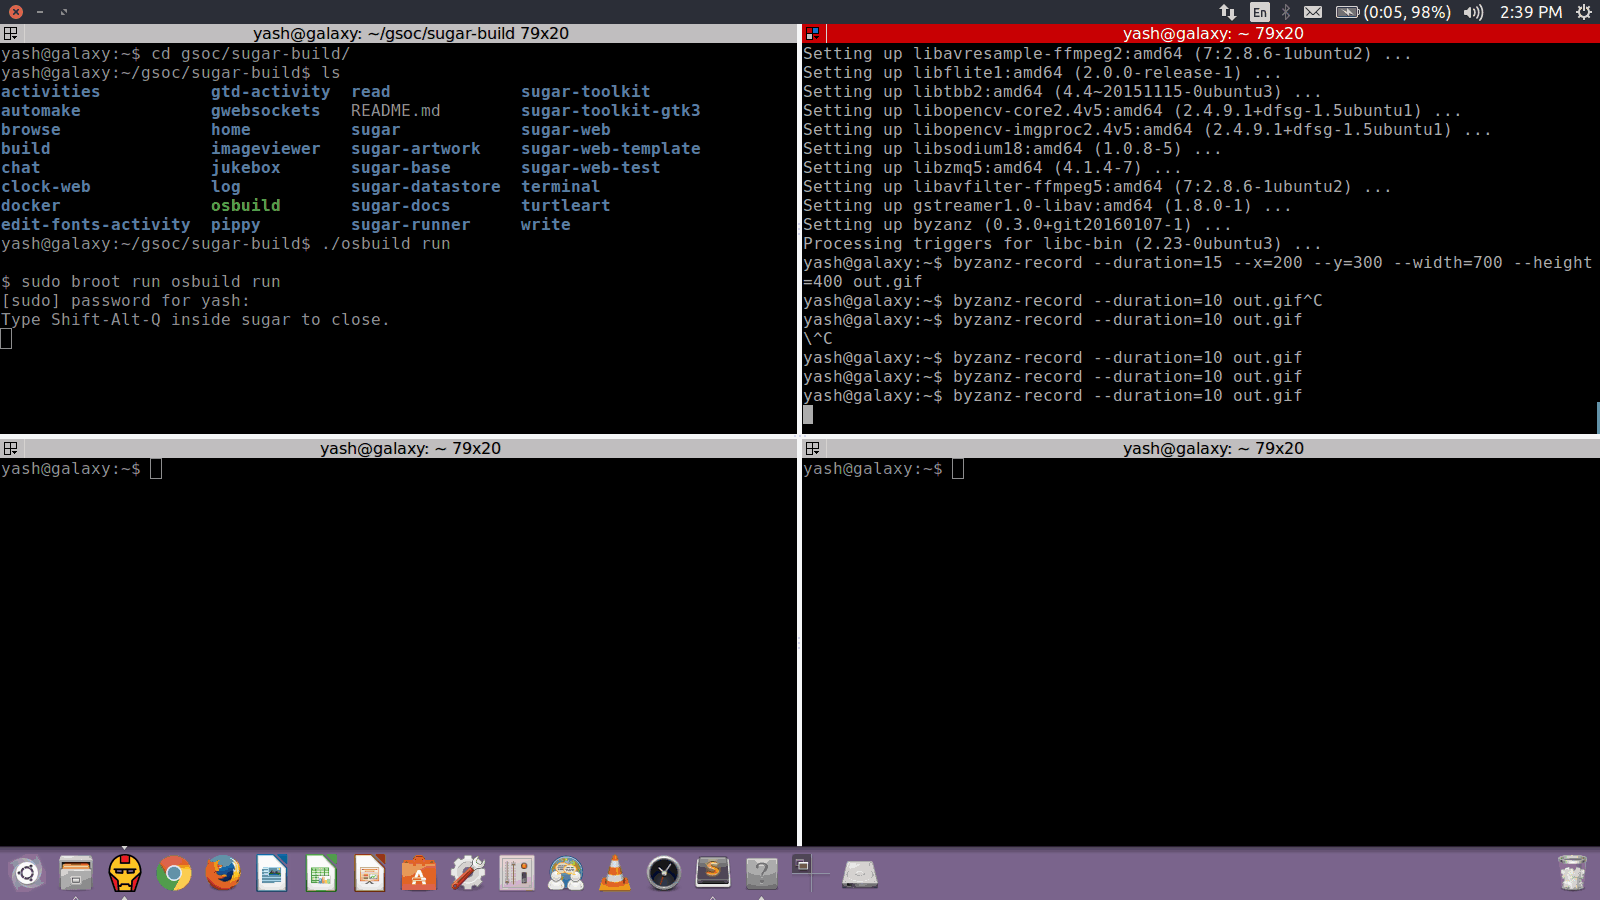 En (0:05, 98%) 2:39 PM
yash@galaxy: ~/gsoc/sugar-build 79x20
yash@galaxy:~$ cd gsoc/sugar-build/
yash@galaxy:~/gsoc/sugar-build$ ls
activities gtd-activity read sugar-toolkit
automake gwebsockets README.md sugar-toolkit-gtk3
browse home sugar sugar-web
build imageviewer sugar-artwork sugar-web-template
chat jukebox sugar-base sugar-web-test
clock-web log sugar-datastore terminal
docker osbuild sugar-docs turtleart
edit-fonts-activity pippy sugar-runner write
yash@galaxy:~/gsoc/sugar-build$ ./osbuild run
$ sudo broot run osbuild run
[sudo] password for yash:
Type Shift-Alt-Q inside sugar to close.
yash@galaxy: ~ 79x20
Setting up libavresample-ffmpeg2:amd64 (7:2.8.6-1ubuntu2) ...
Setting up libflite1:amd64 (2.0.0-release-1) ...
Setting up libtbb2:amd64 (4.4~20151115-0ubuntu3) ...
Setting up libopencv-core2.4v5:amd64 (2.4.9.1+dfsg-1.5ubuntu1) ...
Setting up libopencv-imgproc2.4v5:amd64 (2.4.9.1+dfsg-1.5ubuntu1) ...
Setting up libsodium18:amd64 (1.0.8-5) ...
Setting up libzmq5:amd64 (4.1.4-7) ...
Setting up libavfilter-ffmpeg5:amd64 (7:2.8.6-1ubuntu2) ...
Setting up gstreamer1.0-libav:amd64 (1.8.0-1) ...
Setting up byzanz (0.3.0+git20160107-1) ...
Processing triggers for libc-bin (2.23-0ubuntu3) ...
yash@galaxy:~$ byzanz-record --duration=15 --x=200 --y=300 --width=700 --height
=400 out.gif
yash@galaxy:~$ byzanz-record --duration=10 out.gif^C
yash@galaxy:~$ byzanz-record --duration=10 out.gif
\^C
yash@galaxy:~$ byzanz-record --duration=10 out.gif
yash@galaxy:~$ byzanz-record --duration=10 out.gif
yash@galaxy:~$ byzanz-record --duration=10 out.gif
yash@galaxy: ~ 79x20
yash@galaxy:~$
yash@galaxy: ~ 79x20
yash@galaxy:~$